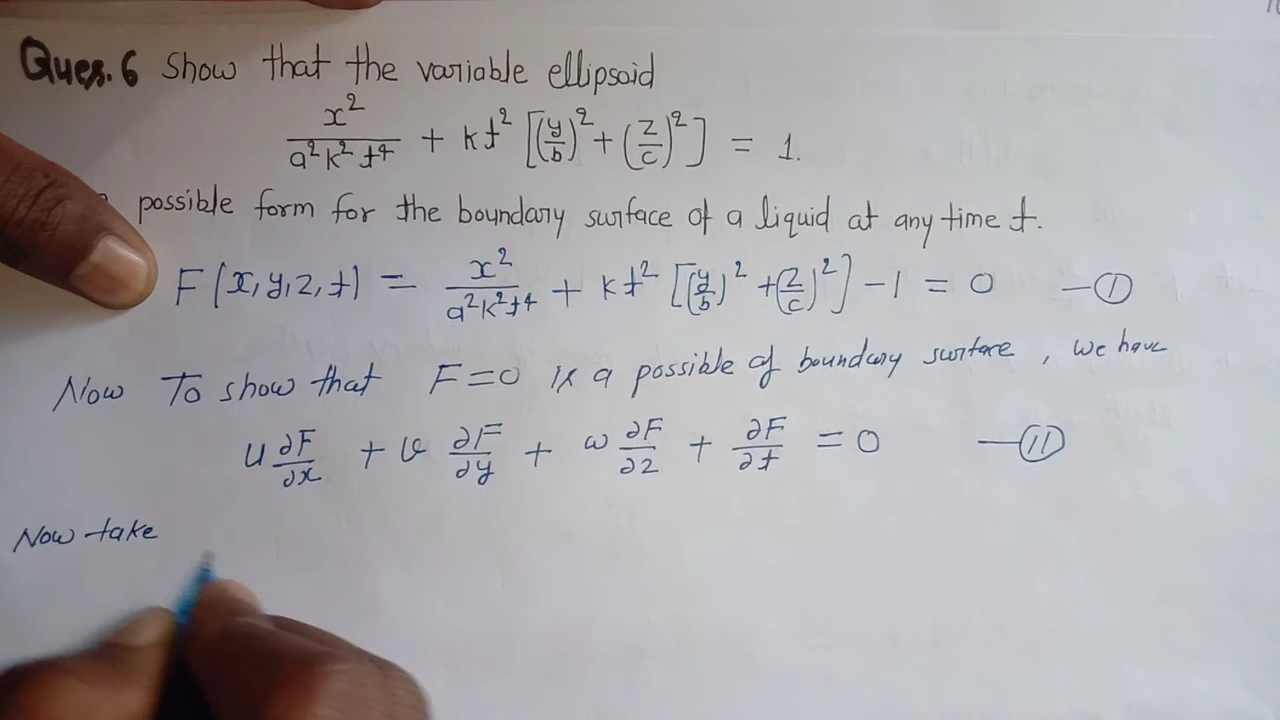 Ques.6 Show that the variable ellipsoid
x²/a²k²t⁴ + kt² [(y/b)² + (z/c)²] = 1.
possible form for the boundary surface of a liquid at any time t.
F(x,y,z,t) = x²/a²k²t⁴ + kt² [(y/b)² + (z/c)²] - 1 = 0 —①
Now To show that F=0 is a possible of boundary surface, we have
u ∂F/∂x + v ∂F/∂y + w ∂F/∂z + ∂F/∂t = 0 —⑪
Now take